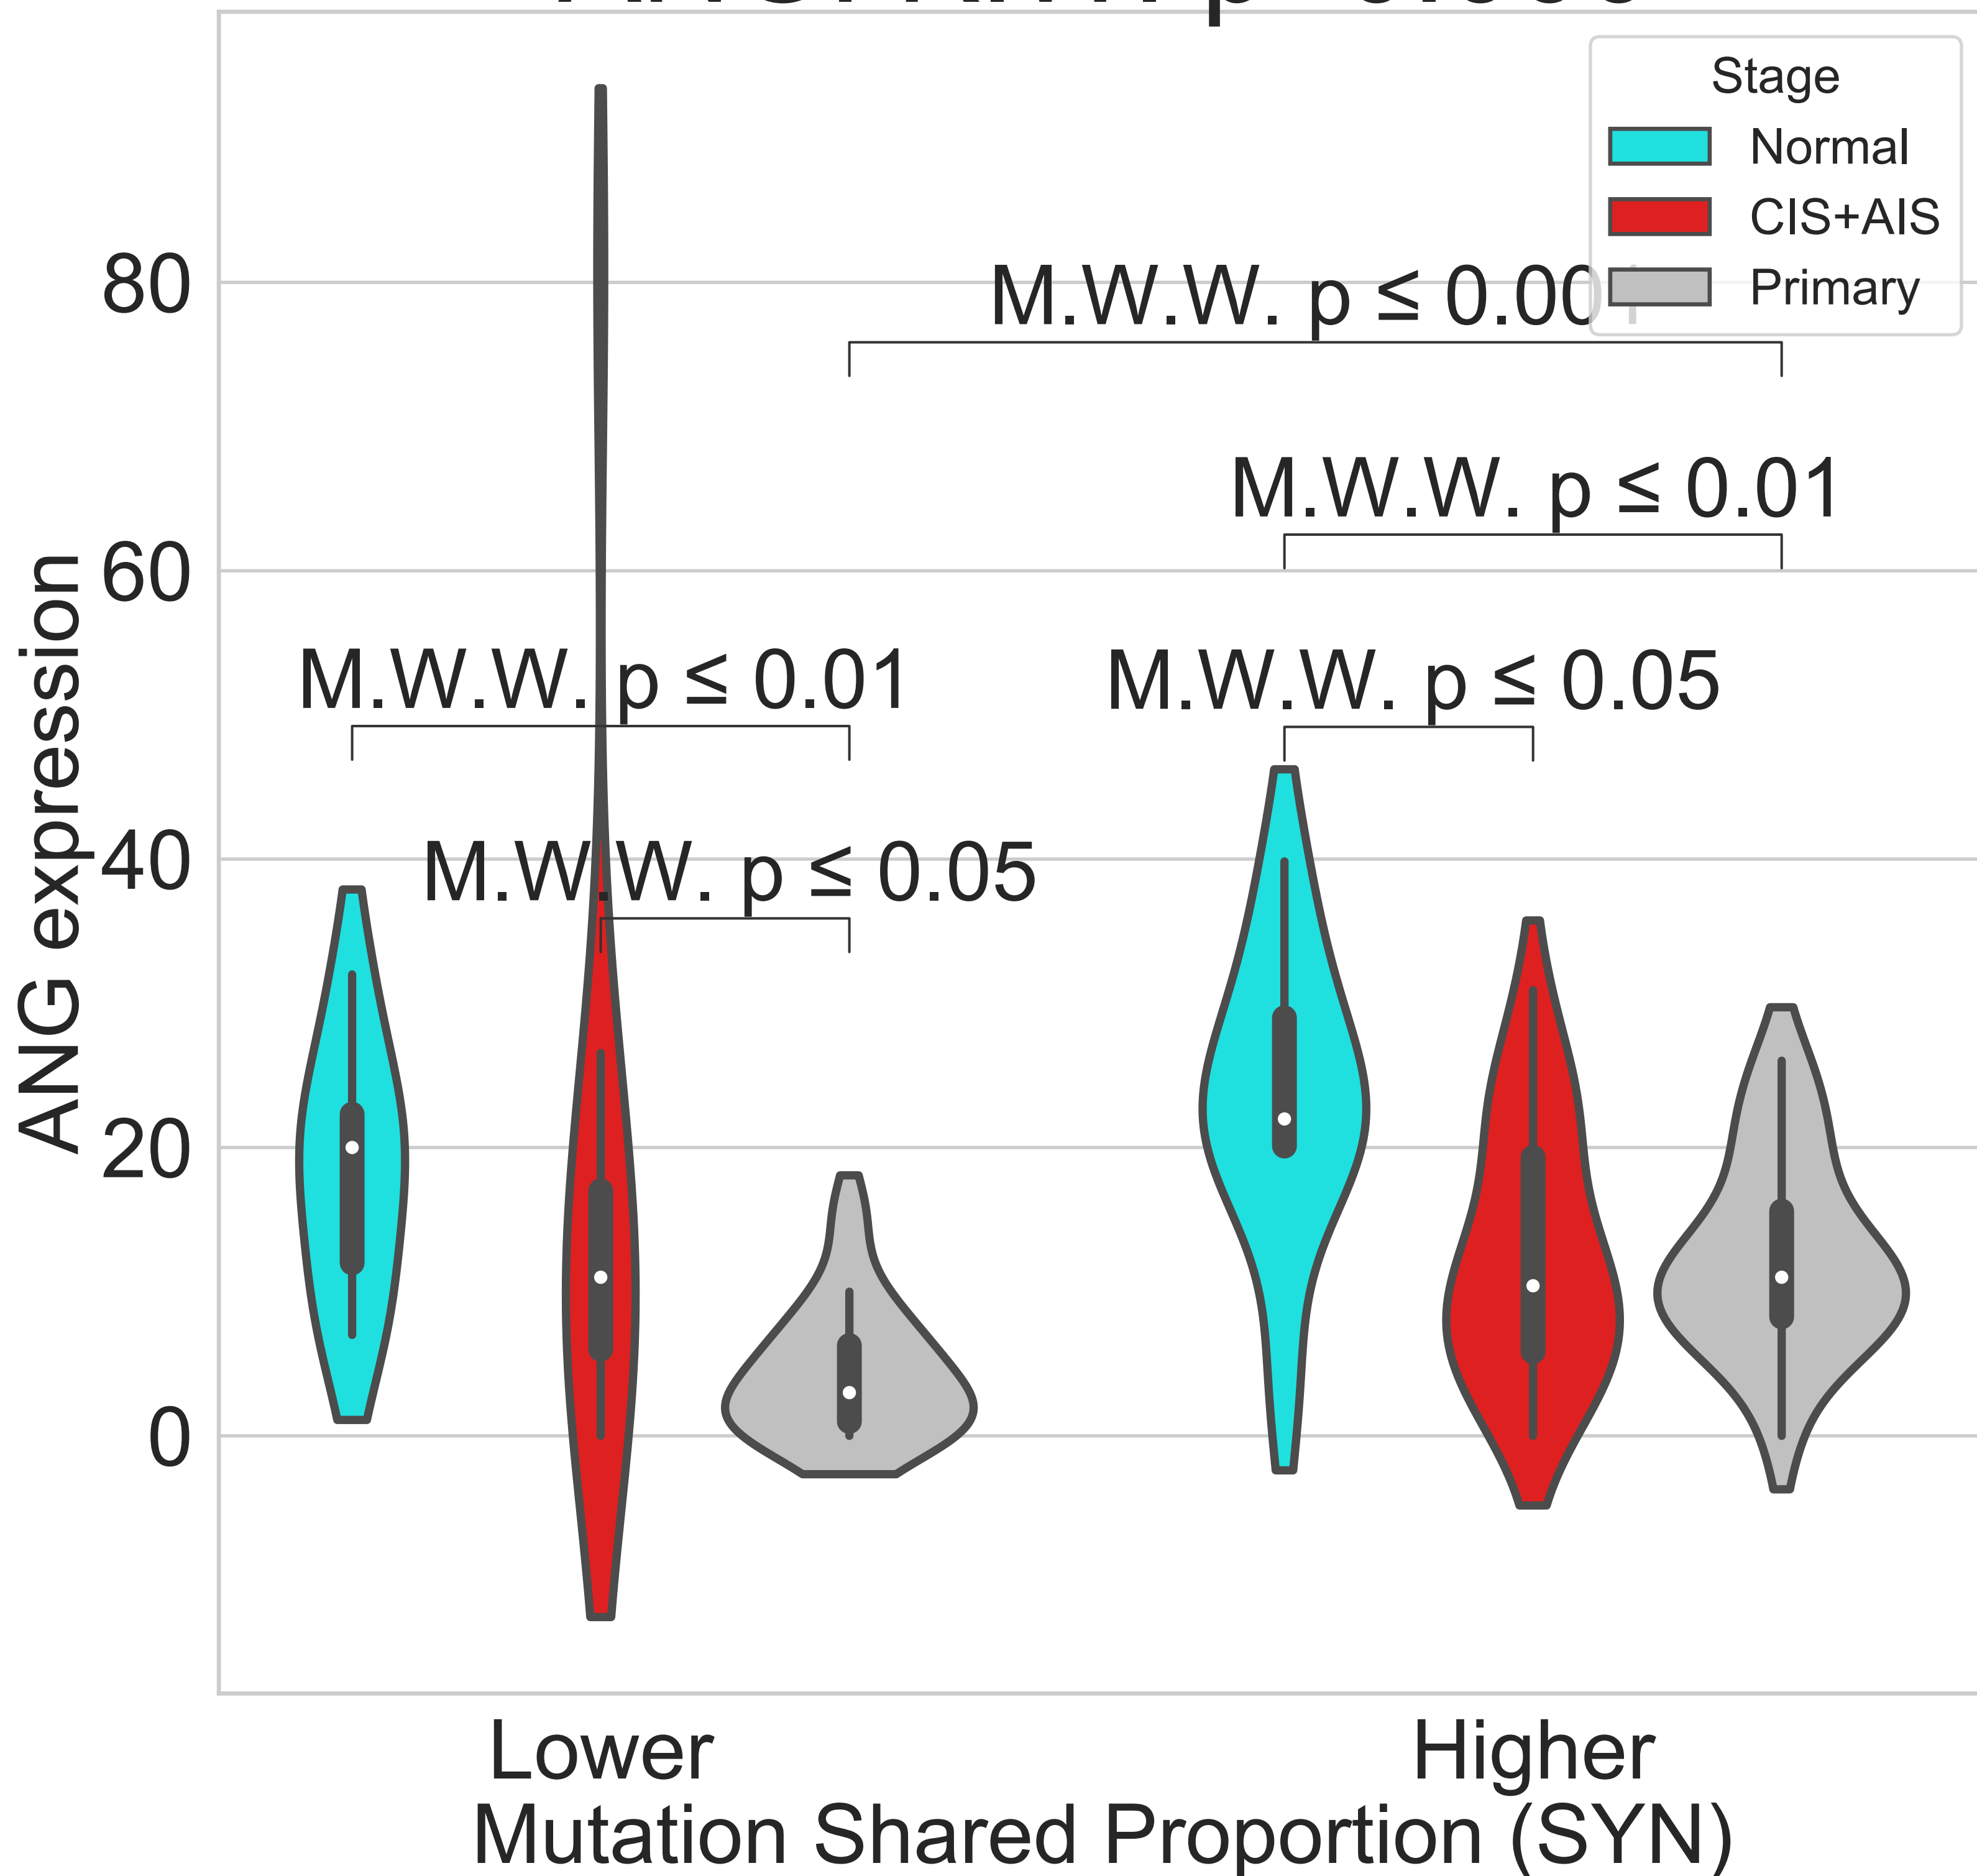 Stage
Normal
CIS+AIS
Primary
M.W.W. p ≤ 0.00
M.W.W. p ≤ 0.01
M.W.W. p ≤ 0.01
M.W.W. p ≤ 0.05
M.W.W. p ≤ 0.05
80
60
40
20
0
ANG expression
Lower
Higher
Mutation Shared Proportion (SYN)